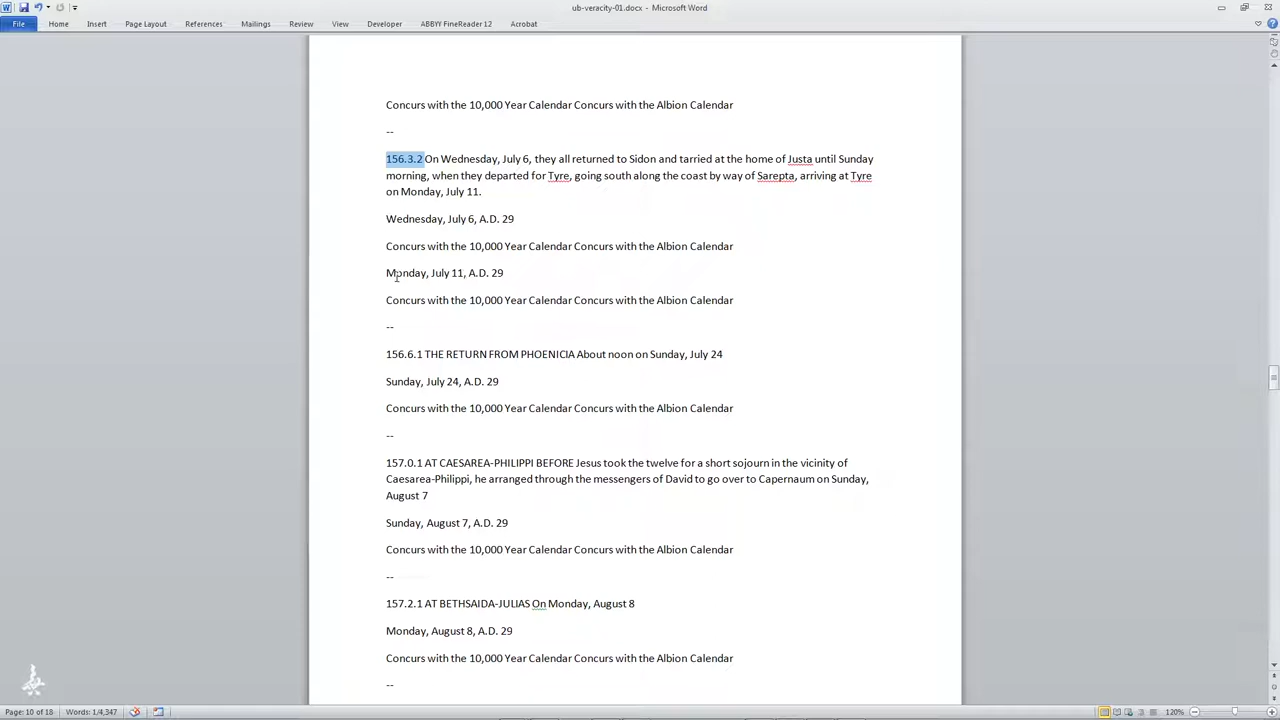 ub-veracity-01.docx - Microsoft Word
File Home Insert Page Layout References Mailings Review View Developer ABBYY FineReader 12 Acrobat
Concurs with the 10,000 Year Calendar Concurs with the Albion Calendar
--
156.3.2 On Wednesday, July 6, they all returned to Sidon and tarried at the home of Justa until Sunday
morning, when they departed for Tyre, going south along the coast by way of Sarepta, arriving at Tyre
on Monday, July 11.
Wednesday, July 6, A.D. 29
Concurs with the 10,000 Year Calendar Concurs with the Albion Calendar
Monday, July 11, A.D. 29
Concurs with the 10,000 Year Calendar Concurs with the Albion Calendar
--
156.6.1 THE RETURN FROM PHOENICIA About noon on Sunday, July 24
Sunday, July 24, A.D. 29
Concurs with the 10,000 Year Calendar Concurs with the Albion Calendar
--
157.0.1 AT CAESAREA-PHILIPPI BEFORE Jesus took the twelve for a short sojourn in the vicinity of
Caesarea-Philippi, he arranged through the messengers of David to go over to Capernaum on Sunday,
August 7
Sunday, August 7, A.D. 29
Concurs with the 10,000 Year Calendar Concurs with the Albion Calendar
--
157.2.1 AT BETHSAIDA-JULIAS On Monday, August 8
Monday, August 8, A.D. 29
Concurs with the 10,000 Year Calendar Concurs with the Albion Calendar
--
Page: 10 of 18 Words: 1/4,347 120%